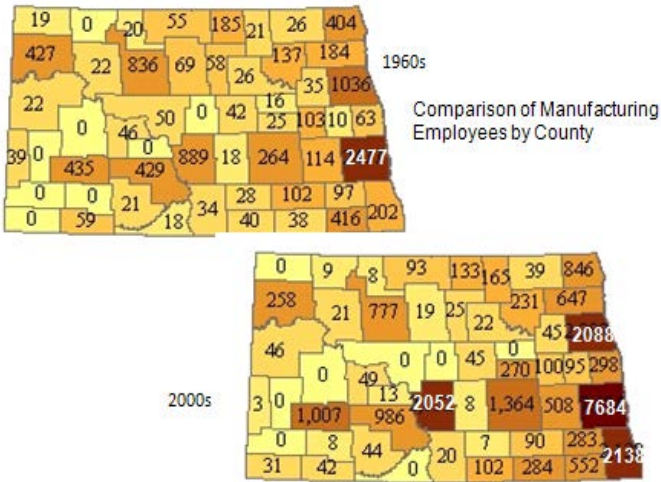 19 0 20 55 185 21 26 404
427 22 836 69 58 26 137 184
35 1036
1960s
22 0 50 0 42 16 25 103 10 63
Comparison of Manufacturing
Employees by County
46 0
39 0 435 429 889 18 264 114 2477
0 0 21 34 28 102 97
0 59 18 40 38 416 202
0 9 8 93 133 165 39 846
258 21 777 19 25 22 231 647
45 2088
46 0 0 0 45 0 270 100 95 298
49 13
2000s
3 0 1,007 986 2052 8 1,364 508 7684
0 8 44 20 7 90 283
31 42 0 102 284 552 2138